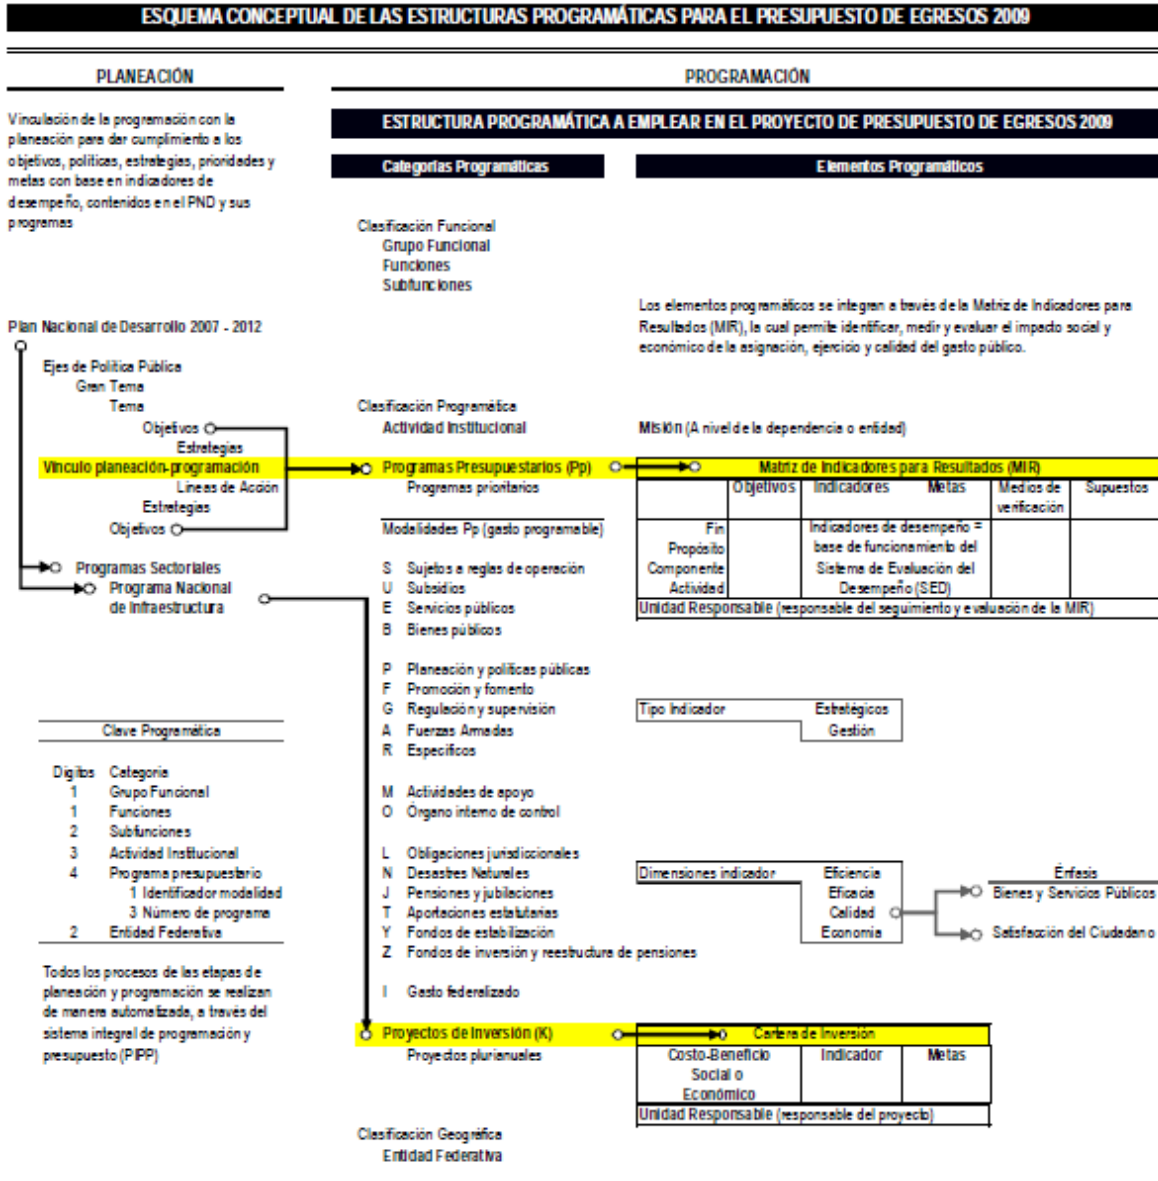 ESQUEMA CONCEPTUAL DE LAS ESTRUCTURAS PROGRAMÁTICAS PARA EL PRESUPUESTO DE EGRESOS 2009
PLANEACIÓN
Vinculación de la programación con la
planeación para dar cumplimiento a los
objetivos, políticas, estrategias, prioridades y
metas con base en indicadores de
desempeño, contenidos en el PND y sus
programas
Plan Nacional de Desarrollo 2007 - 2012
Ejes de Política Pública
Gran Tema
Tema
Objetivos
Estrategias
Vínculo planeación-programación
Líneas de Acción
Estrategias
Objetivos
Programas Sectoriales
Programa Nacional
de Infraestructura
Clave Programática
Dígitos Categoría
1 Grupo Funcional
1 Funciones
2 Subfunciones
3 Actividad Institucional
4 Programa presupuestario
1 Identificador modalidad
3 Número de programa
2 Entidad Federativa
Todos los procesos de las etapas de
planeación y programación se realizan
de manera automatizada, a través del
sistema integral de programación y
presupuesto (PIPP)
PROGRAMACIÓN
ESTRUCTURA PROGRAMÁTICA A EMPLEAR EN EL PROYECTO DE PRESUPUESTO DE EGRESOS 2009
Categorías Programáticas
Clasificación Funcional
Grupo Funcional
Funciones
Subfunciones
Clasificación Programática
Actividad Institucional
Programas Presupuestarios (Pp)
Programas prioritarios
Modalidades Pp (gasto programable)
S Sujetos a reglas de operación
U Subsidios
E Servicios públicos
B Bienes públicos
P Planeación y políticas públicas
F Promoción y fomento
G Regulación y supervisión
A Fuerzas Armadas
R Específicos
M Actividades de apoyo
O Órgano interno de control
L Obligaciones jurisdiccionales
N Desastres Naturales
J Pensiones y jubilaciones
T Aportaciones estatutarias
Y Fondos de estabilización
Z Fondos de inversión y reestructura de pensiones
I Gasto federalizado
Proyectos de Inversión (K)
Proyectos plurianuales
Clasificación Geográfica
Entidad Federativa
Elementos Programáticos
Los elementos programáticos se integran a través de la Matriz de Indicadores para
Resultados (MIR), la cual permite identificar, medir y evaluar el impacto social y
económico de la asignación, ejercicio y calidad del gasto público.
Misión (A nivel de la dependencia o entidad)
Matriz de Indicadores para Resultados (MIR)
Objetivos Indicadores Metas Medios de Supuestos
verificación
Fin Indicadores de desempeño =
Propósito base de funcionamiento del
Componente Sistema de Evaluación del
Actividad Desempeño (SED)
Unidad Responsable (responsable del seguimiento y evaluación de la MIR)
Tipo Indicador Estratégicos
Gestión
Dimensiones indicador Eficiencia
Eficacia
Calidad
Economía
Énfasis
Bienes y Servicios Públicos
Satisfacción del Ciudadano
Cartera de Inversión
Costo-Beneficio Indicador Metas
Social o
Económico
Unidad Responsable (responsable del proyecto)